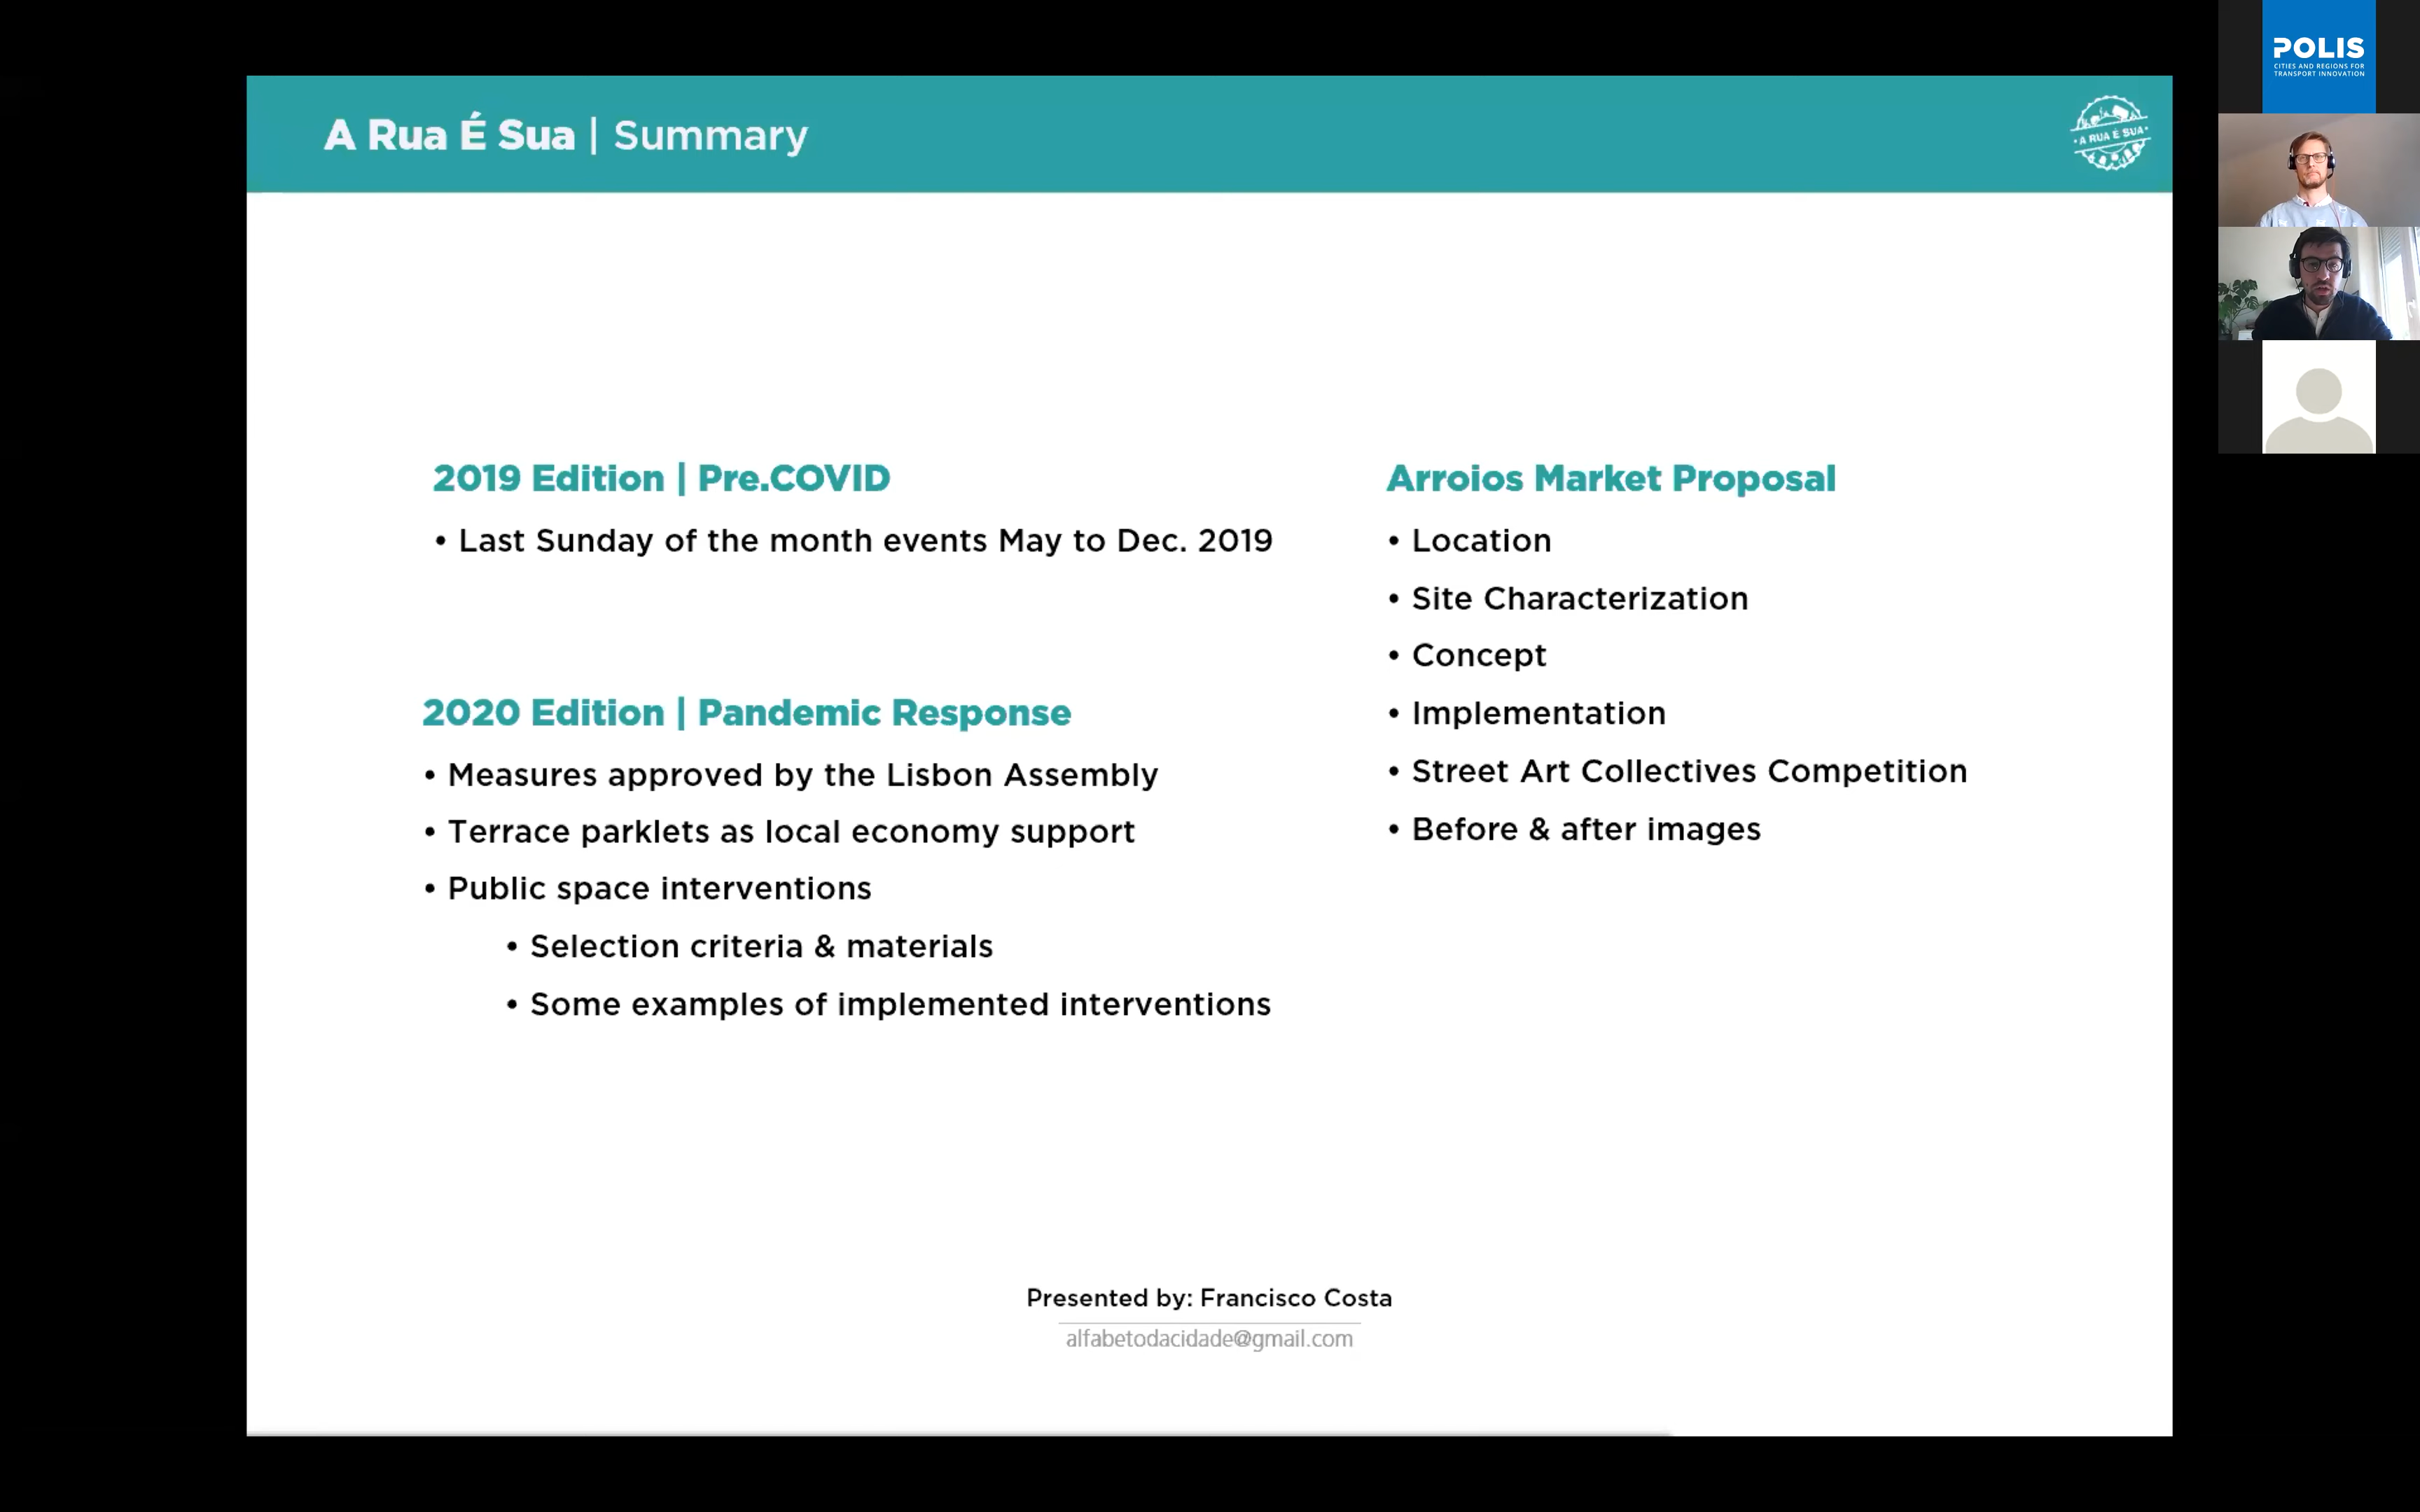 A Rua É Sua | Summary
• A RUA É SUA •
2019 Edition | Pre.COVID
• Last Sunday of the month events May to Dec. 2019
2020 Edition | Pandemic Response
• Measures approved by the Lisbon Assembly
• Terrace parklets as local economy support
• Public space interventions
• Selection criteria & materials
• Some examples of implemented interventions
Arroios Market Proposal
• Location
• Site Characterization
• Concept
• Implementation
• Street Art Collectives Competition
• Before & after images
Presented by: Francisco Costa
alfabetodacidade@gmail.com
POLIS
CITIES AND REGIONS FOR
TRANSPORT INNOVATION